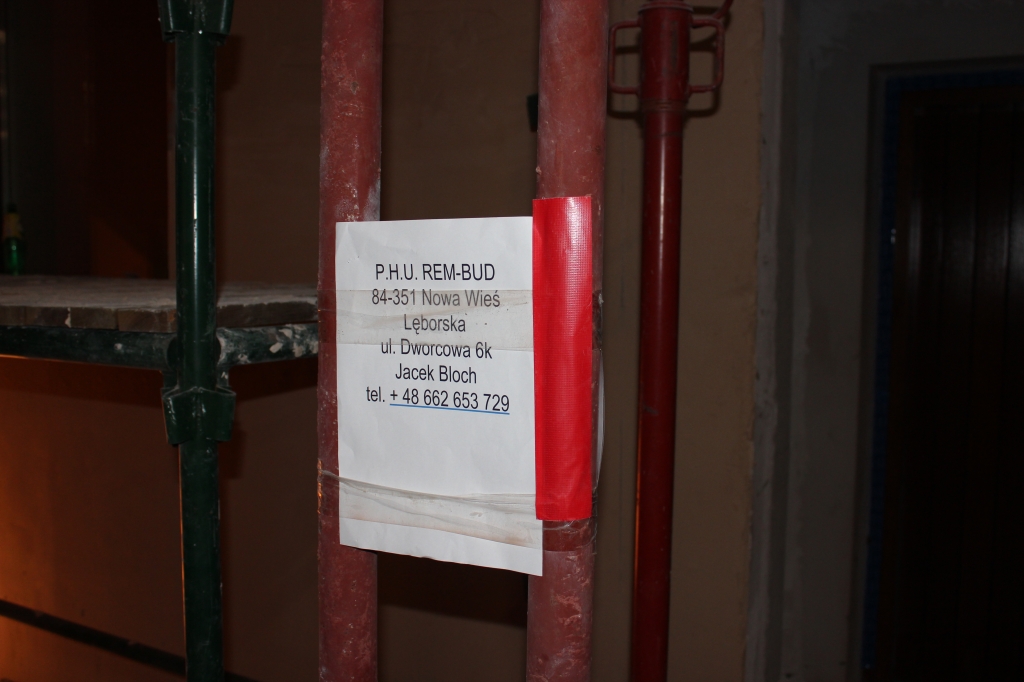 P.H.U. REM-BUD
84-351 Nowa Wieś
Lęborska
ul. Dworcowa 6k
Jacek Bloch
tel. + 48 662 653 729